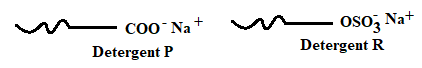 COO⁻ Na⁺
Detergent P
OSO₃⁻ Na⁺
Detergent R